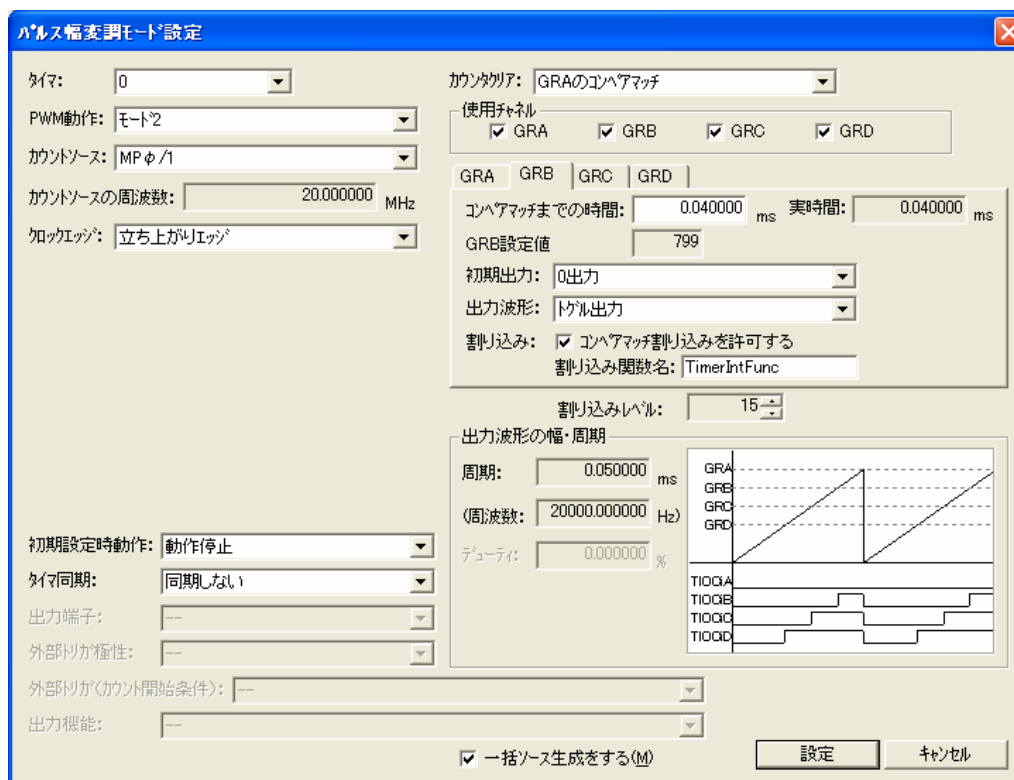 パルス幅変調モード設定
タイマ: 0
PWM動作: モード2
カウントソース: MPφ/1
カウントソースの周波数: 20.000000 MHz
クロックエッジ: 立ち上がりエッジ
初期設定時動作: 動作停止
タイマ同期: 同期しない
出力端子: --
外部トリガ極性: --
外部トリガ(カウント開始条件): --
出力機能: --
カウンタクリア: GRAのコンペアマッチ
使用チャネル
GRA GRB GRC GRD
GRA GRB GRC GRD
コンペアマッチまでの時間: 0.040000 ms 実時間: 0.040000 ms
GRB設定値 799
初期出力: 0出力
出力波形: トグル出力
割り込み: コンペアマッチ割り込みを許可する
割り込み関数名: TimerIntFunc
割り込みレベル: 15
出力波形の幅・周期
周期: 0.050000 ms
(周波数: 20000.000000 Hz)
デューティ: 0.000000 %
GRA
GRB
GRC
GRD
TIOCiA
TIOCiB
TIOCiC
TIOCiD
一括ソース生成をする(M)
設定 キャンセル